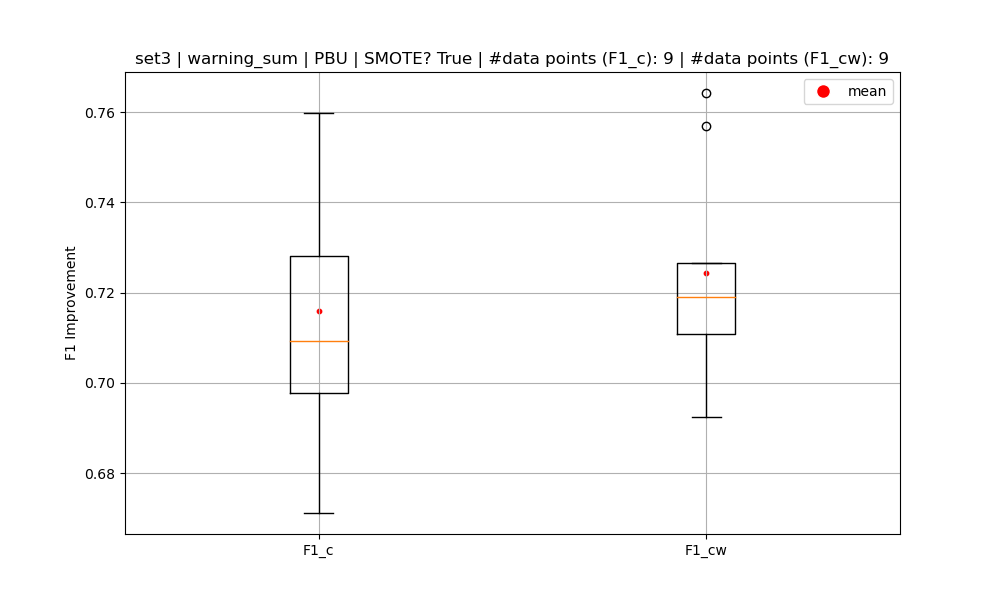 set3 | warning_sum | PBU | SMOTE? True | #data points (F1_c): 9 | #data points (F1_cw): 9
mean
0.76
0.74
0.72
0.70
0.68
F1 Improvement
F1_c
F1_cw